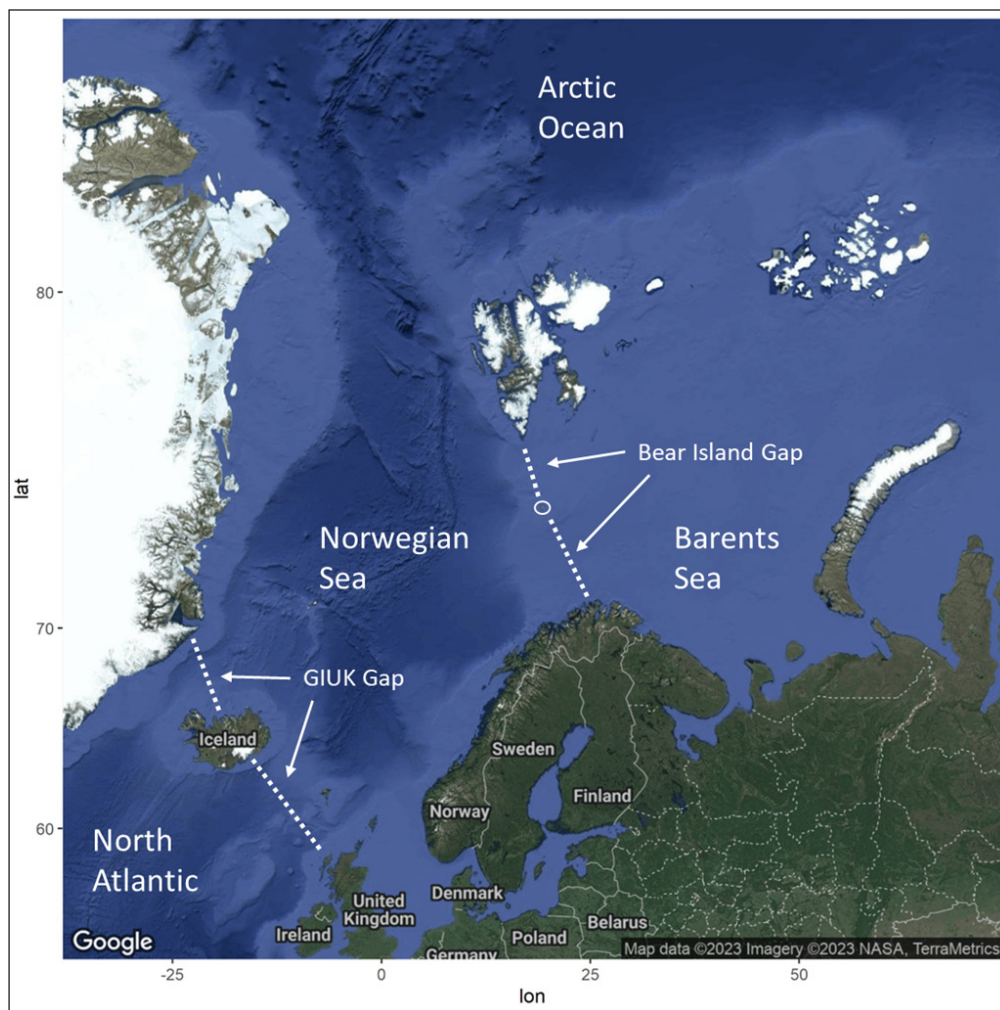 Arctic
Ocean
80
Bear Island Gap
Norwegian
Sea
Barents
Sea
lat
70
GIUK Gap
Iceland
Sweden
Finland
Norway
60
North
Atlantic
United
Kingdom
Denmark
Ireland
Belarus
Poland
Germany
Google
Map data ©2023 Imagery ©2023 NASA, TerraMetrics
-25
0
25
50
lon